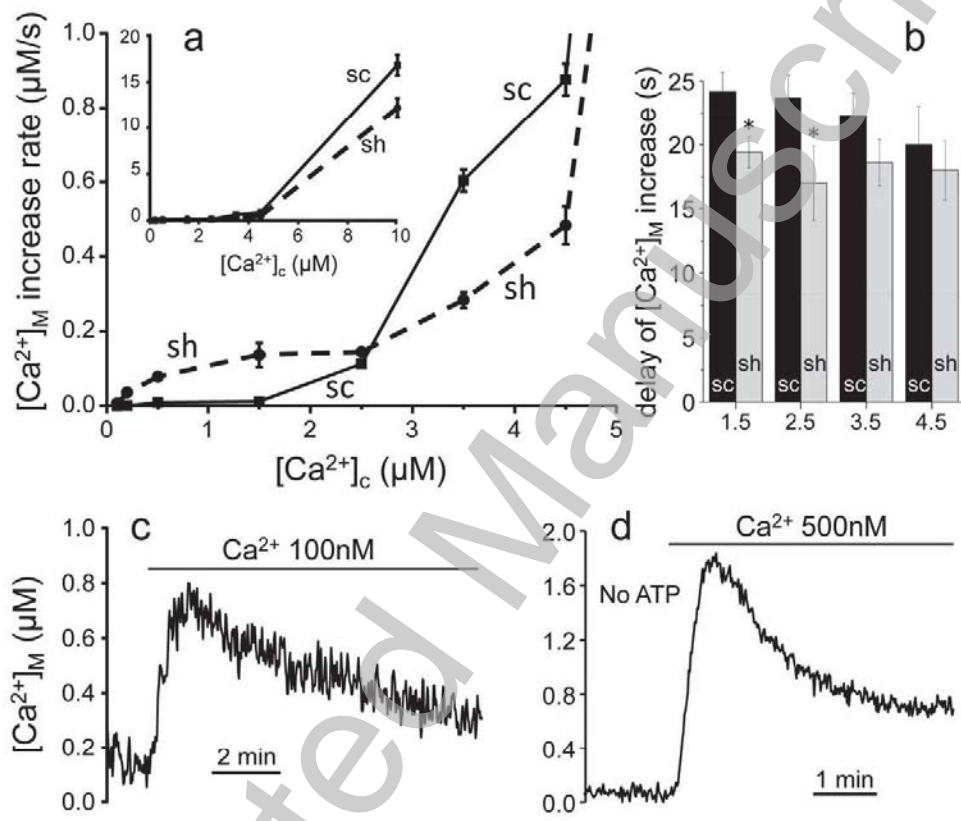 a
[Ca²⁺]M increase rate (µM/s)
1.0
0.8
0.6
0.4
0.2
0.0
0
1
2
3
4
5
[Ca²⁺]c (µM)
sh
sc
sc
sh
20
15
10
5
0
0
2
4
6
8
10
[Ca²⁺]c (µM)
sc
sh
b
delay of [Ca²⁺]M increase (s)
25
20
15
10
5
0
*
*
sc
sh
sc
sh
sc
sh
sc
sh
1.5
2.5
3.5
4.5
c
Ca²⁺ 100nM
[Ca²⁺]M (µM)
1.0
0.8
0.6
0.4
0.2
0.0
2 min
d
Ca²⁺ 500nM
No ATP
2.0
1.6
1.2
0.8
0.4
0.0
1 min
ted Manuscr